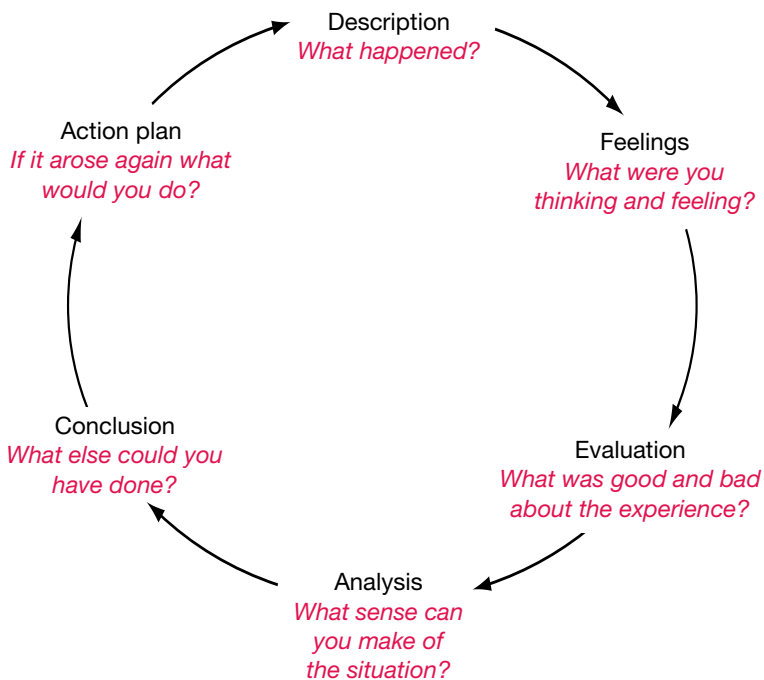 Description
What happened?
Feelings
What were you
thinking and feeling?
Evaluation
What was good and bad
about the experience?
Analysis
What sense can
you make of
the situation?
Conclusion
What else could you
have done?
Action plan
If it arose again what
would you do?